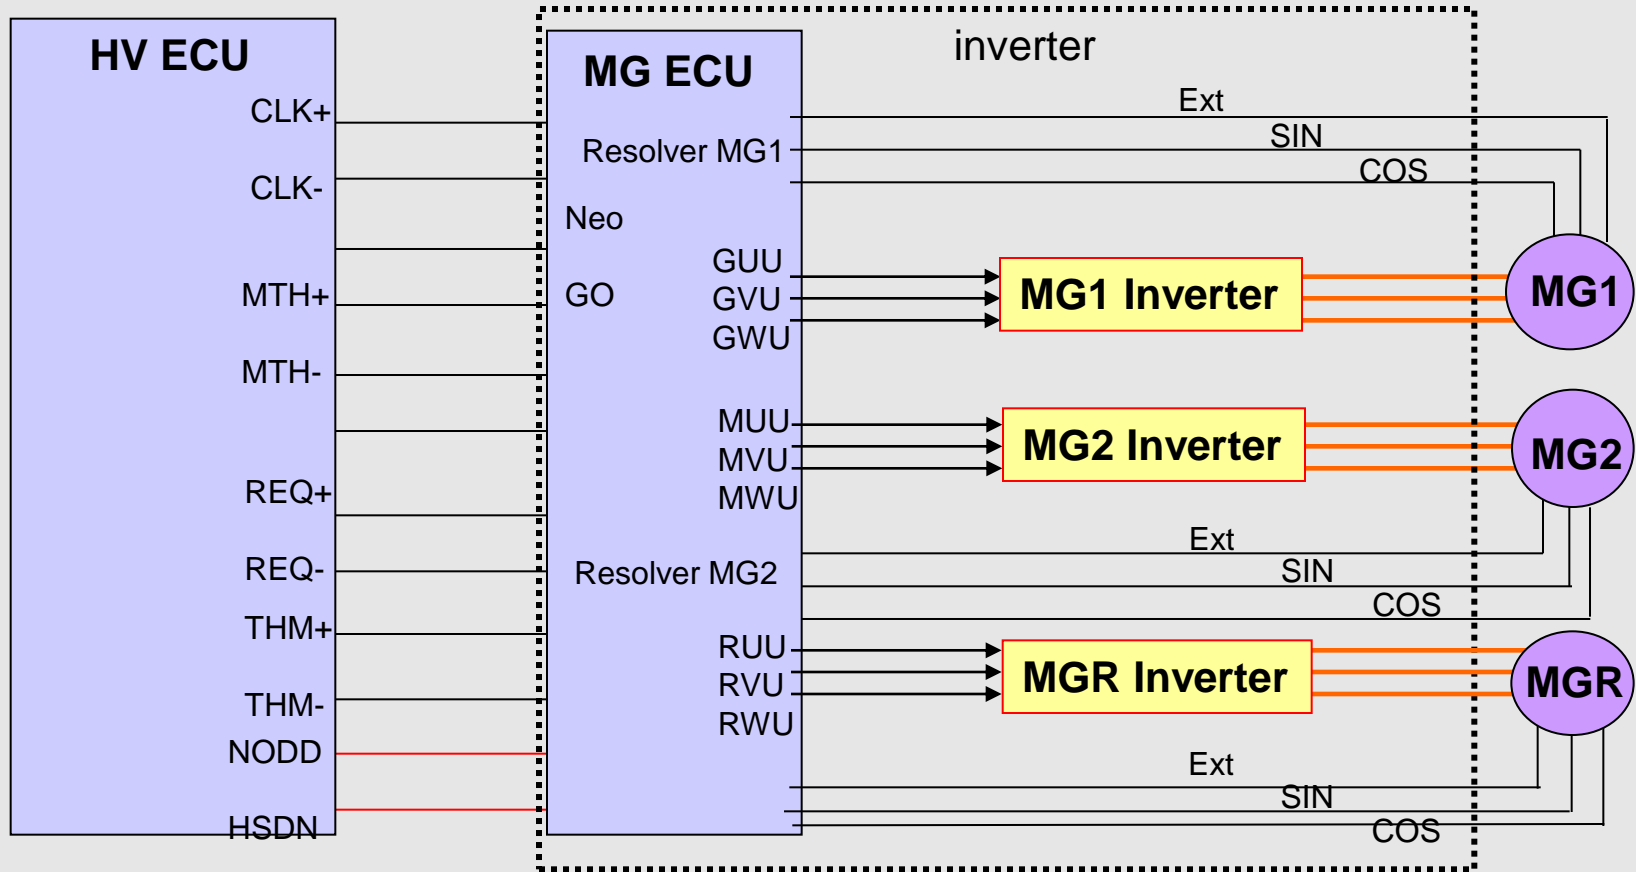 HV ECU
CLK+
CLK-
MTH+
MTH-
REQ+
REQ-
THM+
THM-
NODD
HSDN
MG ECU
Resolver MG1
Neo
GO
GUU
GVU
GWU
MUU
MVU
MWU
Resolver MG2
RUU
RVU
RWU
inverter
Ext
SIN
COS
MG1 Inverter
MG1
MG2 Inverter
MG2
Ext
SIN
COS
MGR Inverter
MGR
Ext
SIN
COS